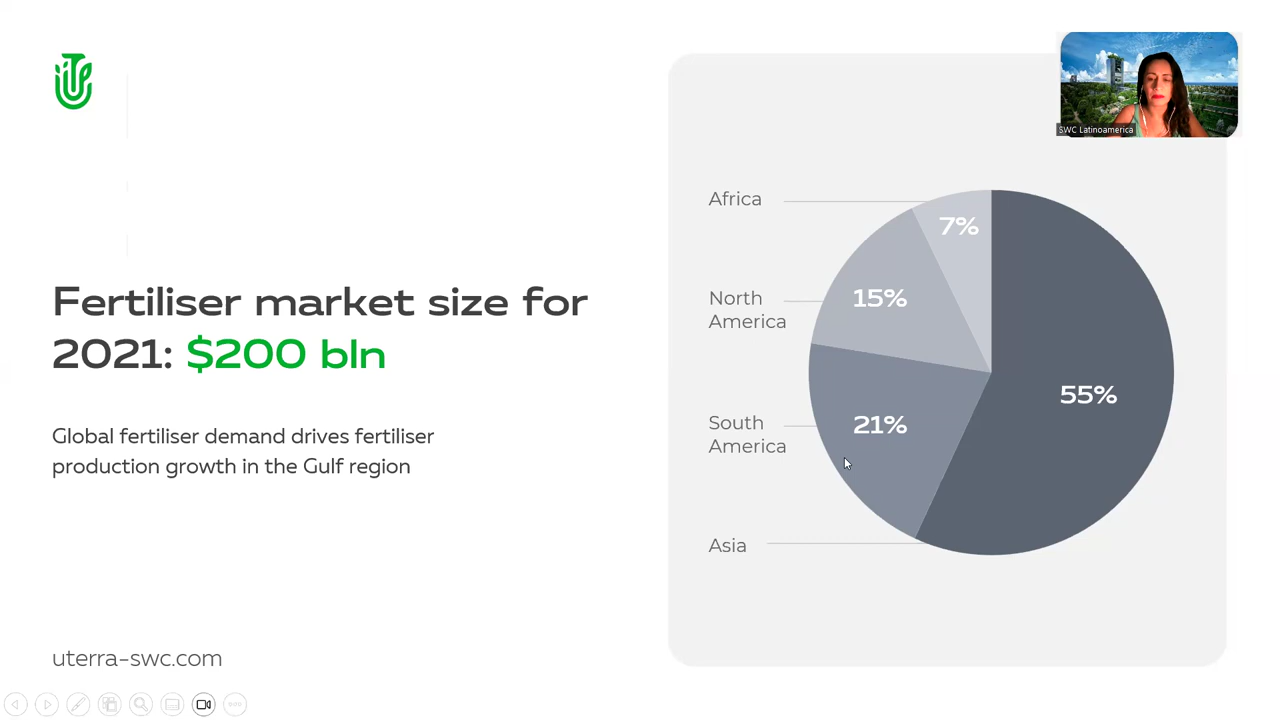 SWC Latinoamerica
Africa
7%
North
America
15%
Fertiliser market size for
2021: $200 bln
55%
South
America
21%
Global fertiliser demand drives fertiliser
production growth in the Gulf region
Asia
uterra-swc.com